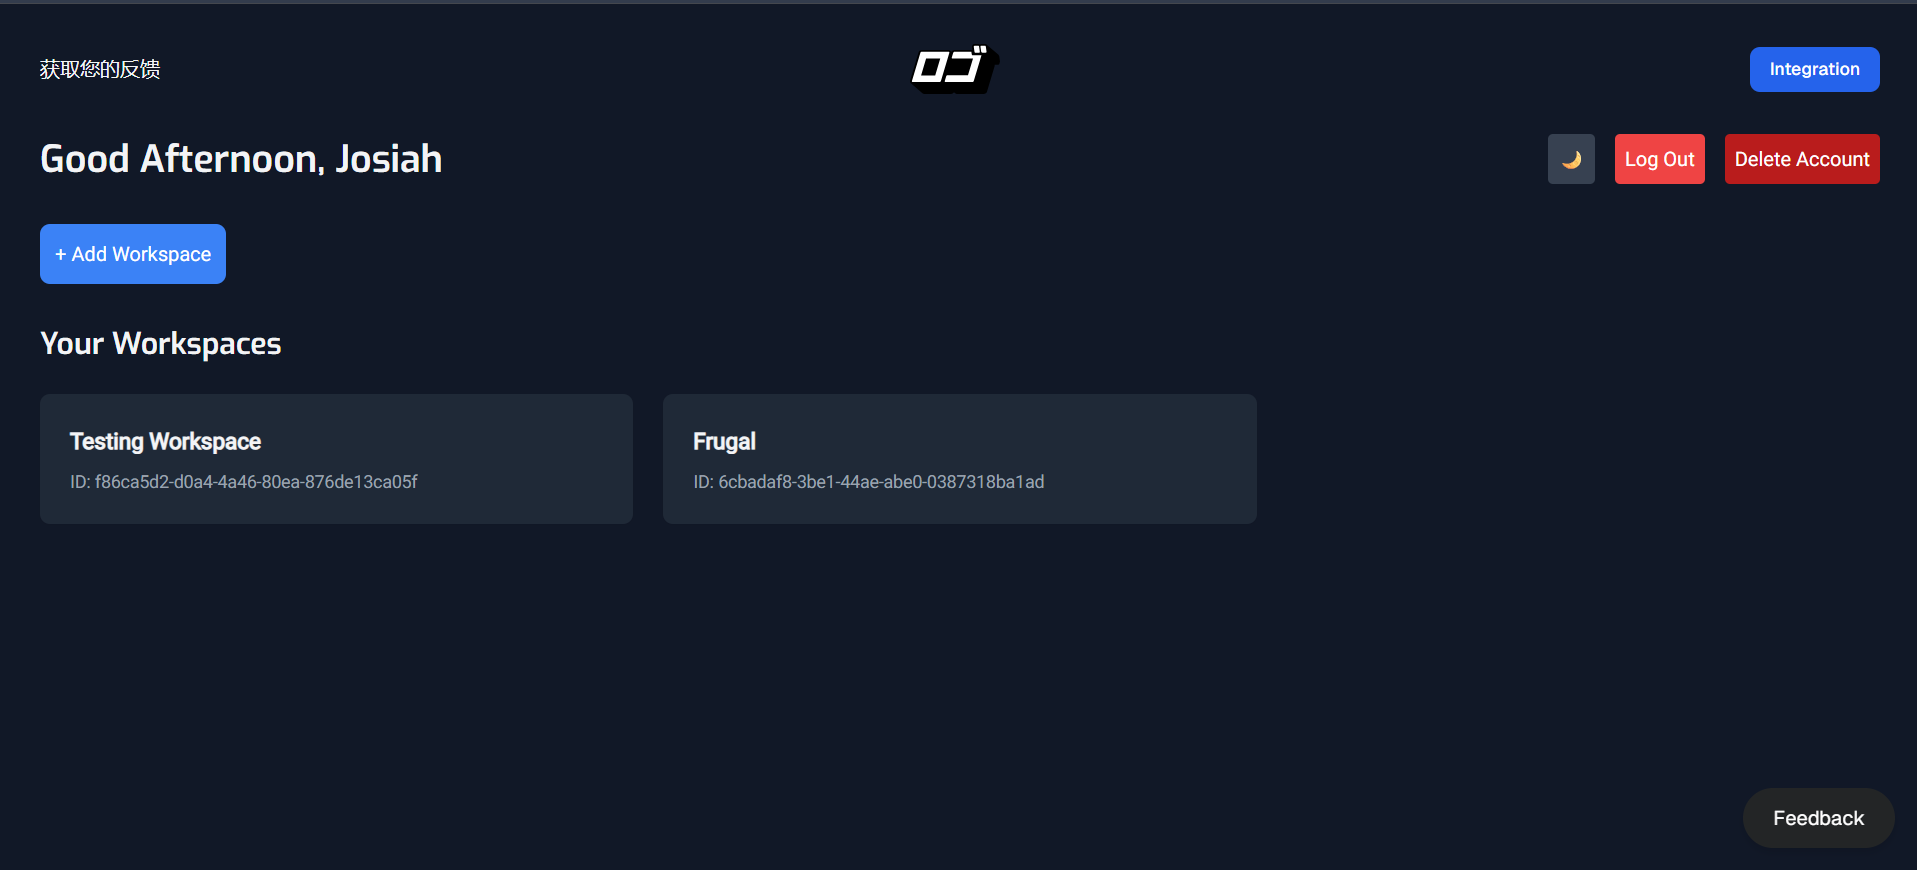 获取您的反馈
ロゴ
Integration
Good Afternoon, Josiah
Log Out
Delete Account
+ Add Workspace
Your Workspaces
Testing Workspace
ID: f86ca5d2-d0a4-4a46-80ea-876de13ca05f
Frugal
ID: 6cbadaf8-3be1-44ae-abe0-0387318ba1ad
Feedback